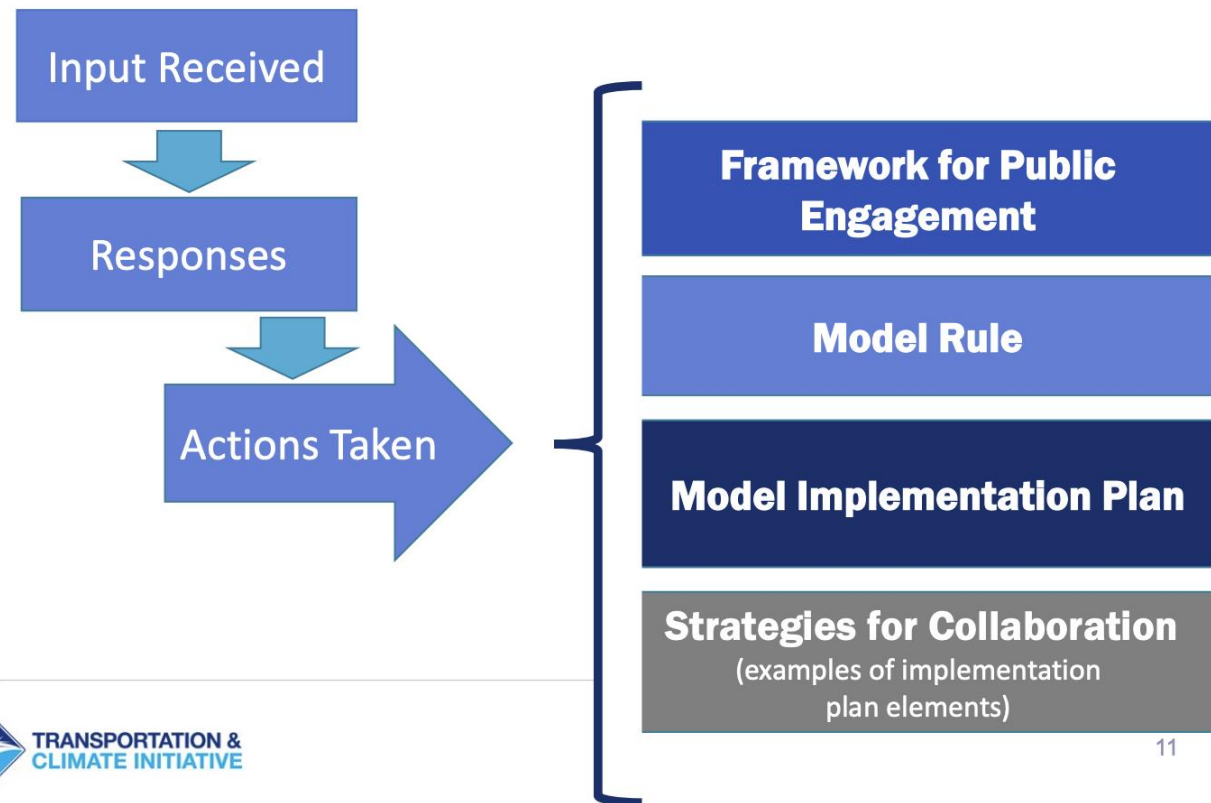 Input Received
Responses
Actions Taken
Framework for Public
Engagement
Model Rule
Model Implementation Plan
Strategies for Collaboration
(examples of implementation
plan elements)
TRANSPORTATION &
CLIMATE INITIATIVE
11